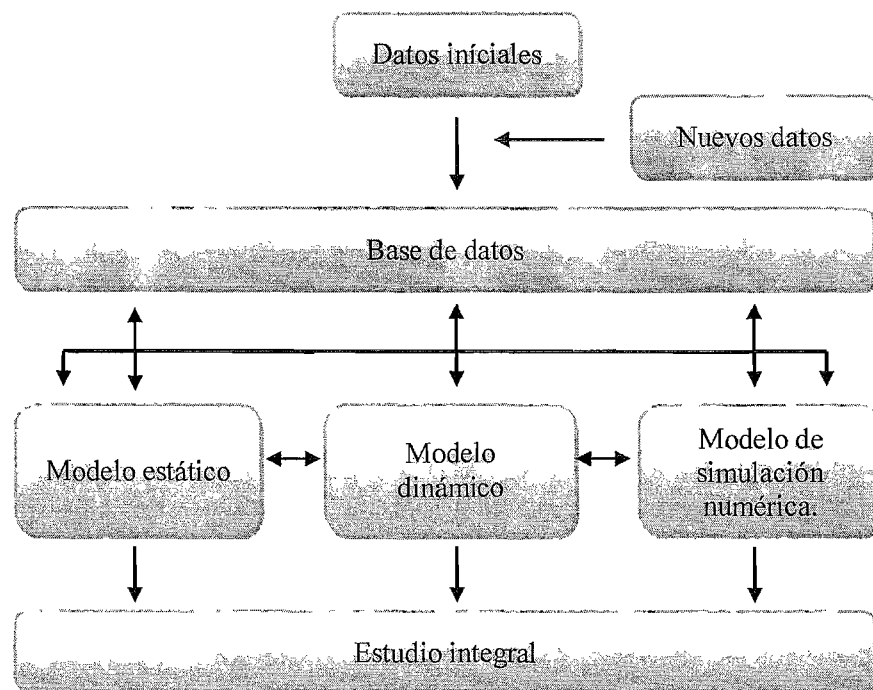 Datos iníciales
Nuevos datos
Base de datos
Modelo estático
Modelo
dinámico
Modelo de
simulación
numérica.
Estudio integral